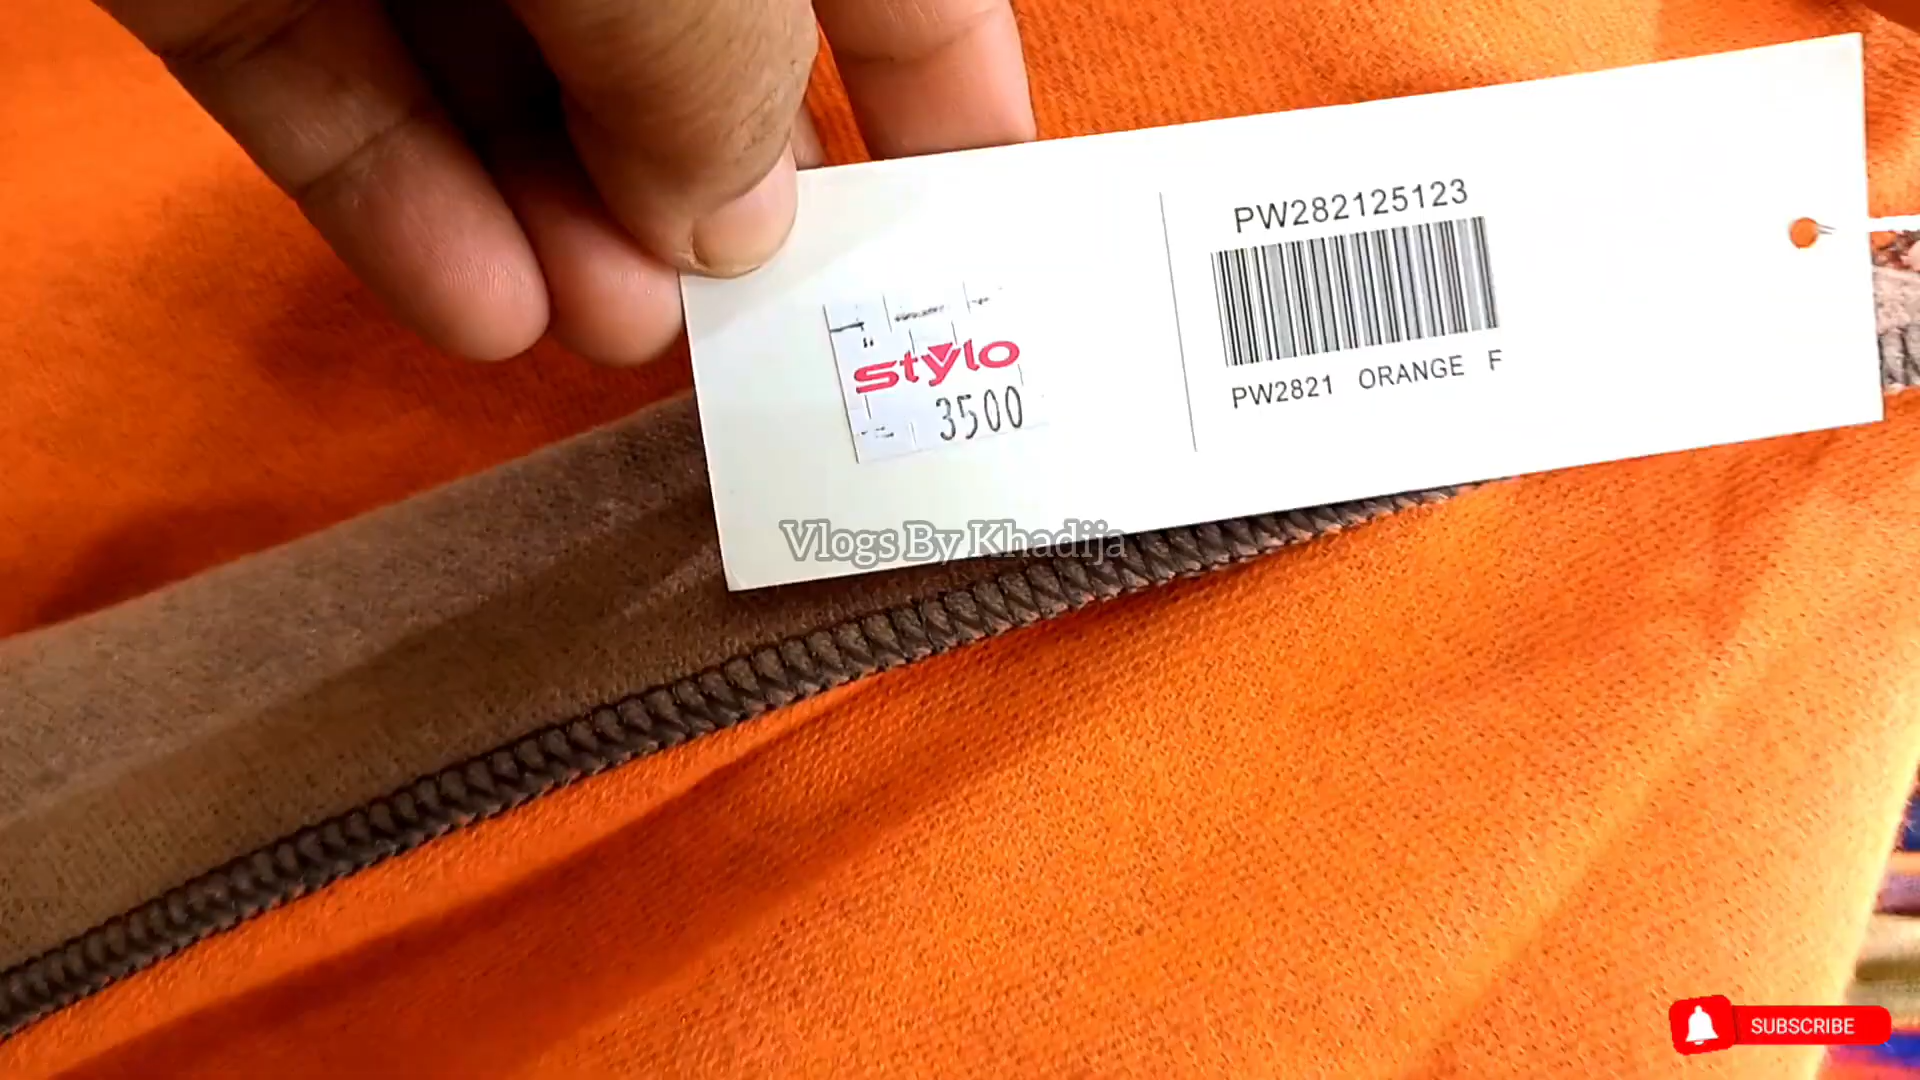 PW282125123
stylo
3500
PW2821 ORANGE F
Vlogs By Khadija
SUBSCRIBE